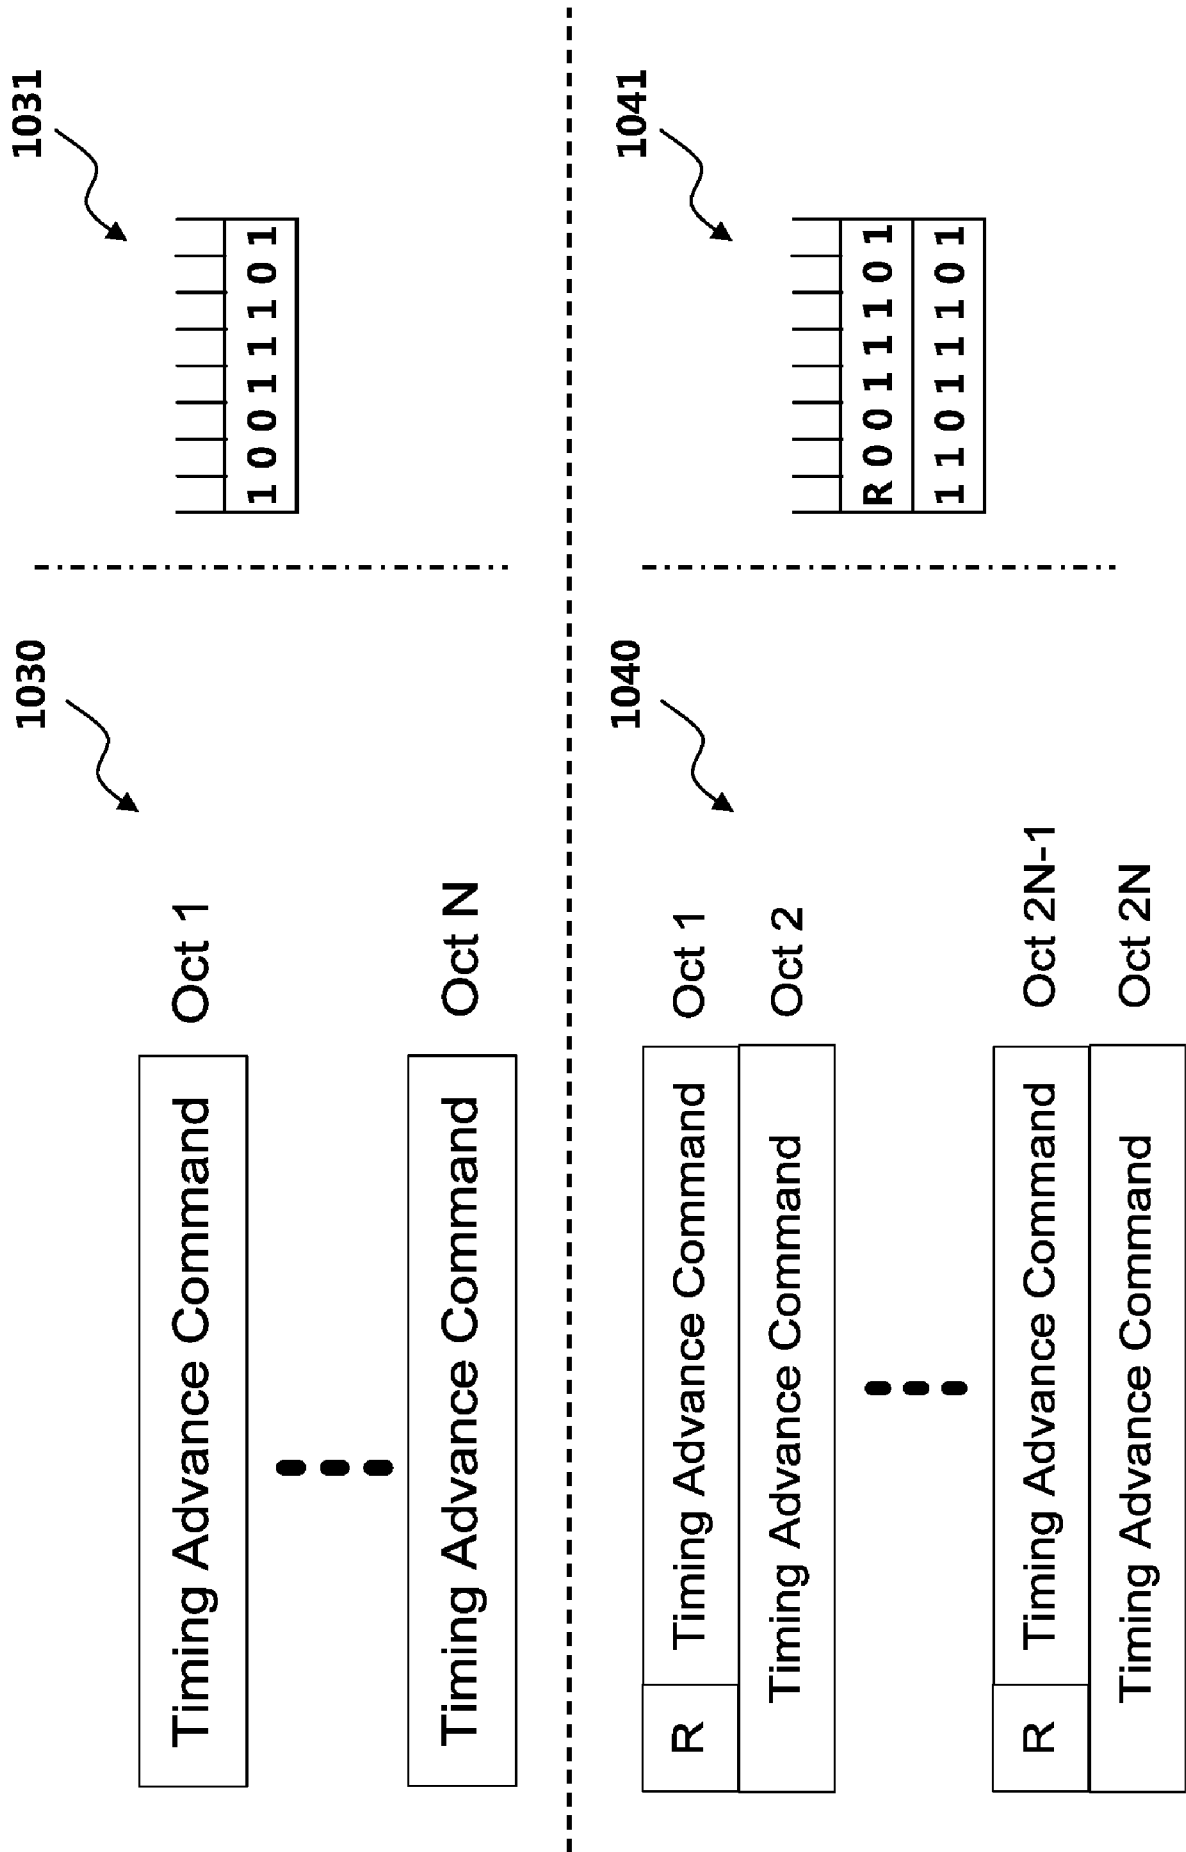 1030
Timing Advance Command Oct 1
Timing Advance Command Oct N
1031
1 0 0 1 1 1 0 1
1040
R Timing Advance Command Oct 1
Timing Advance Command Oct 2
R Timing Advance Command Oct 2N-1
Timing Advance Command Oct 2N
1041
R 0 0 1 1 1 0 1
1 1 0 1 1 1 0 1